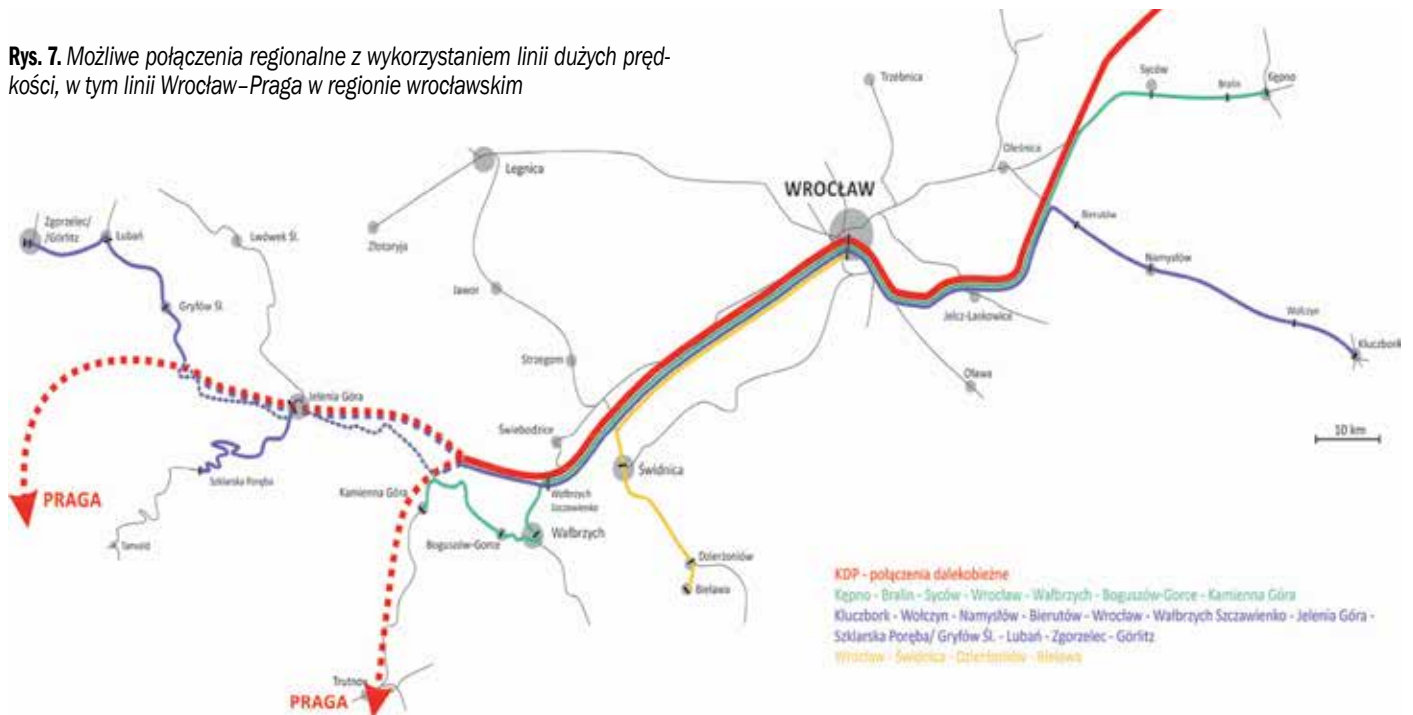 Rys. 7. Możliwe połączenia regionalne z wykorzystaniem linii dużych pręd-
kości, w tym linii Wrocław–Praga w regionie wrocławskim
Trzebnica
Syców
Bralin
Kępno
Oleśnica
Legnica
WROCŁAW
Zgorzelec/
/Görlitz
Lubań
Lwówek Śl.
Złotoryja
Bierutów
Namysłów
Gryfów Śl.
Jawor
Jelcz-Laskowice
Wołczyn
Kluczbork
Strzegom
Oława
Jelenia Góra
Świebodzice
10 km
Świdnica
Szklarska Poręba
PRAGA
Kamienna Góra
Wałbrzych
Szczawienko
Wałbrzych
Boguszów-Gorce
Tanvald
Dzierżoniów
Bielawa
KDP - połączenia dalekobieżne
Kępno - Bralin - Syców - Wrocław - Wałbrzych - Boguszów-Gorce - Kamienna Góra
Kluczbork - Wołczyn - Namysłów - Bierutów - Wrocław - Wałbrzych Szczawienko - Jelenia Góra -
Szklarska Poręba/ Gryfów Śl. - Lubań - Zgorzelec - Görlitz
Wrocław - Świdnica - Dzierżoniów - Bielawa
Trutnov
PRAGA